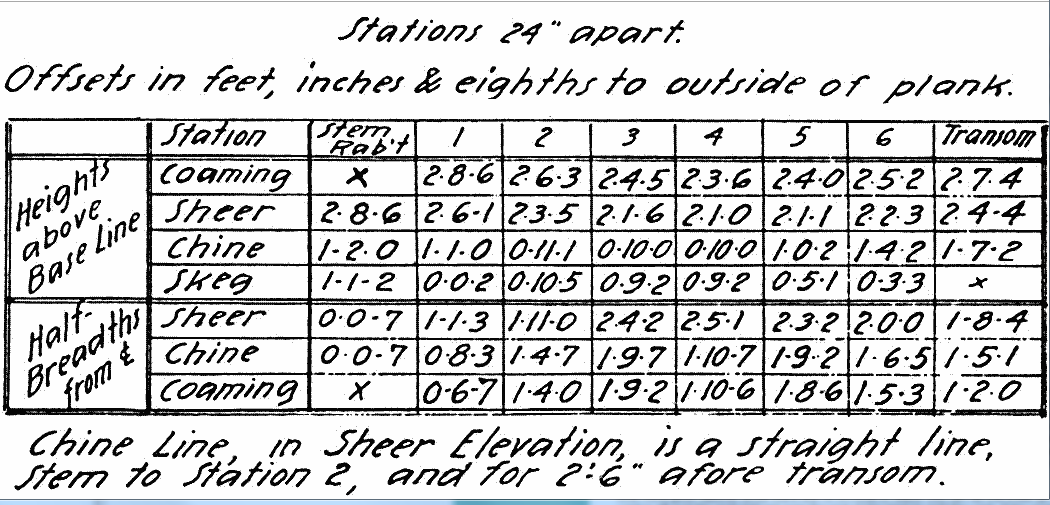 Stations 24" apart.
Offsets in feet, inches & eighths to outside of plank.
Station Stem Rab't 1 2 3 4 5 6 Transom
Heights above Base Line
Coaming x 2·8·6 2·6·3 2·4·5 2·3·6 2·4·0 2·5·2 2·7·4
Sheer 2·8·6 2·6-1 2·3·5 2·1·6 2·1·0 2·1·1 2·2·3 2·4-4
Chine 1-2·0 1-1·0 0·11·1 0·10·0 0·10·0 1·0·2 1·4·2 1-7·2
Skeg 1-1-2 0·0·2 0·10·5 0·9·2 0·9·2 0·5·1 0·3·3 x
Half-Breadths from ℄
Sheer 0·0·7 1-1·3 1·11·0 2·4·2 2·5·1 2·3·2 2·0·0 1-8·4
Chine 0·0·7 0·8·3 1·4·7 1·9·7 1·10·7 1·9·2 1·6·5 1·5·1
Coaming x 0·6·7 1·4·0 1·9·2 1·10·6 1·8·6 1·5·3 1·2·0
Chine Line, in Sheer Elevation, is a straight line,
Stem to Station 2, and for 2':6" afore transom.